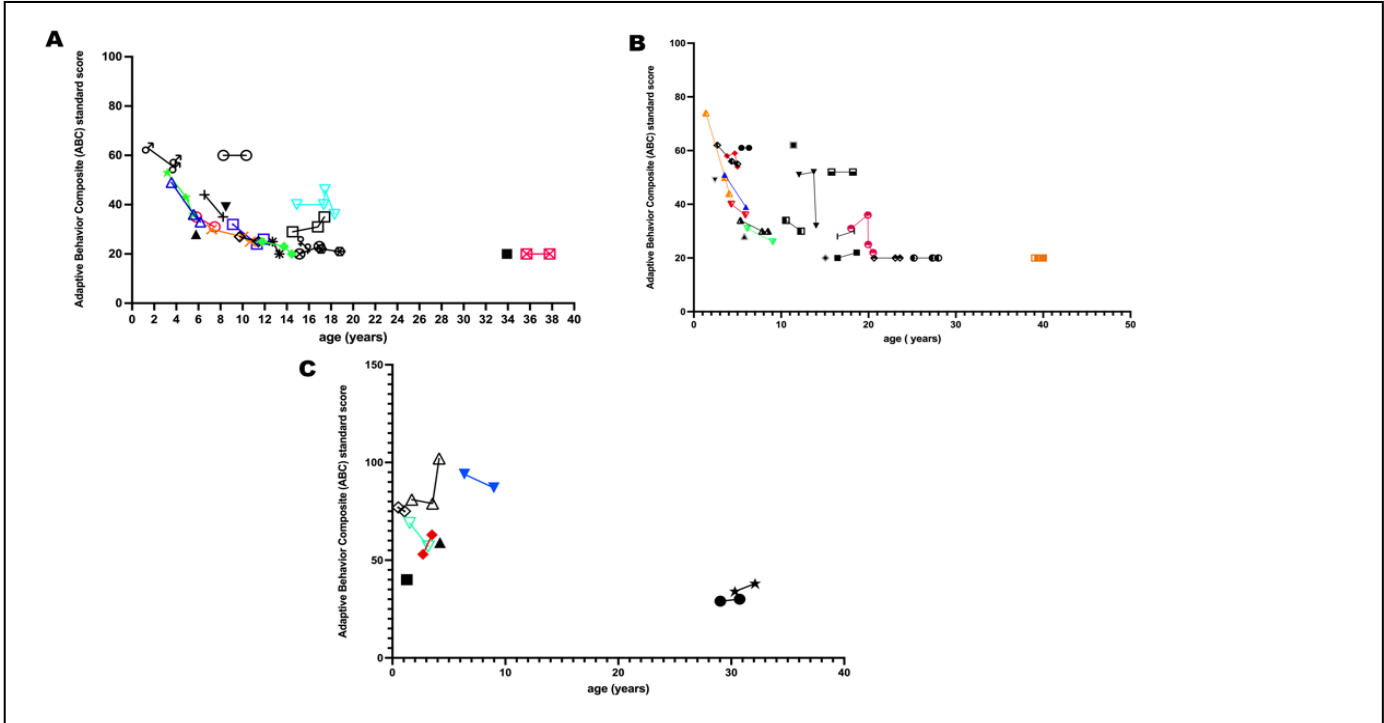 A
Adaptive Behavior Composite (ABC) standard score
100
80
60
40
20
0
0 2 4 6 8 10 12 14 16 18 20 22 24 26 28 30 32 34 36 38 40
age (years)
B
Adaptive Behavior Composite (ABC) standard score
100
80
60
40
20
0
0 10 20 30 40 50
age ( years)
C
Adaptive Behavior Composite (ABC) standard score
150
100
50
0
0 10 20 30 40
age (years)